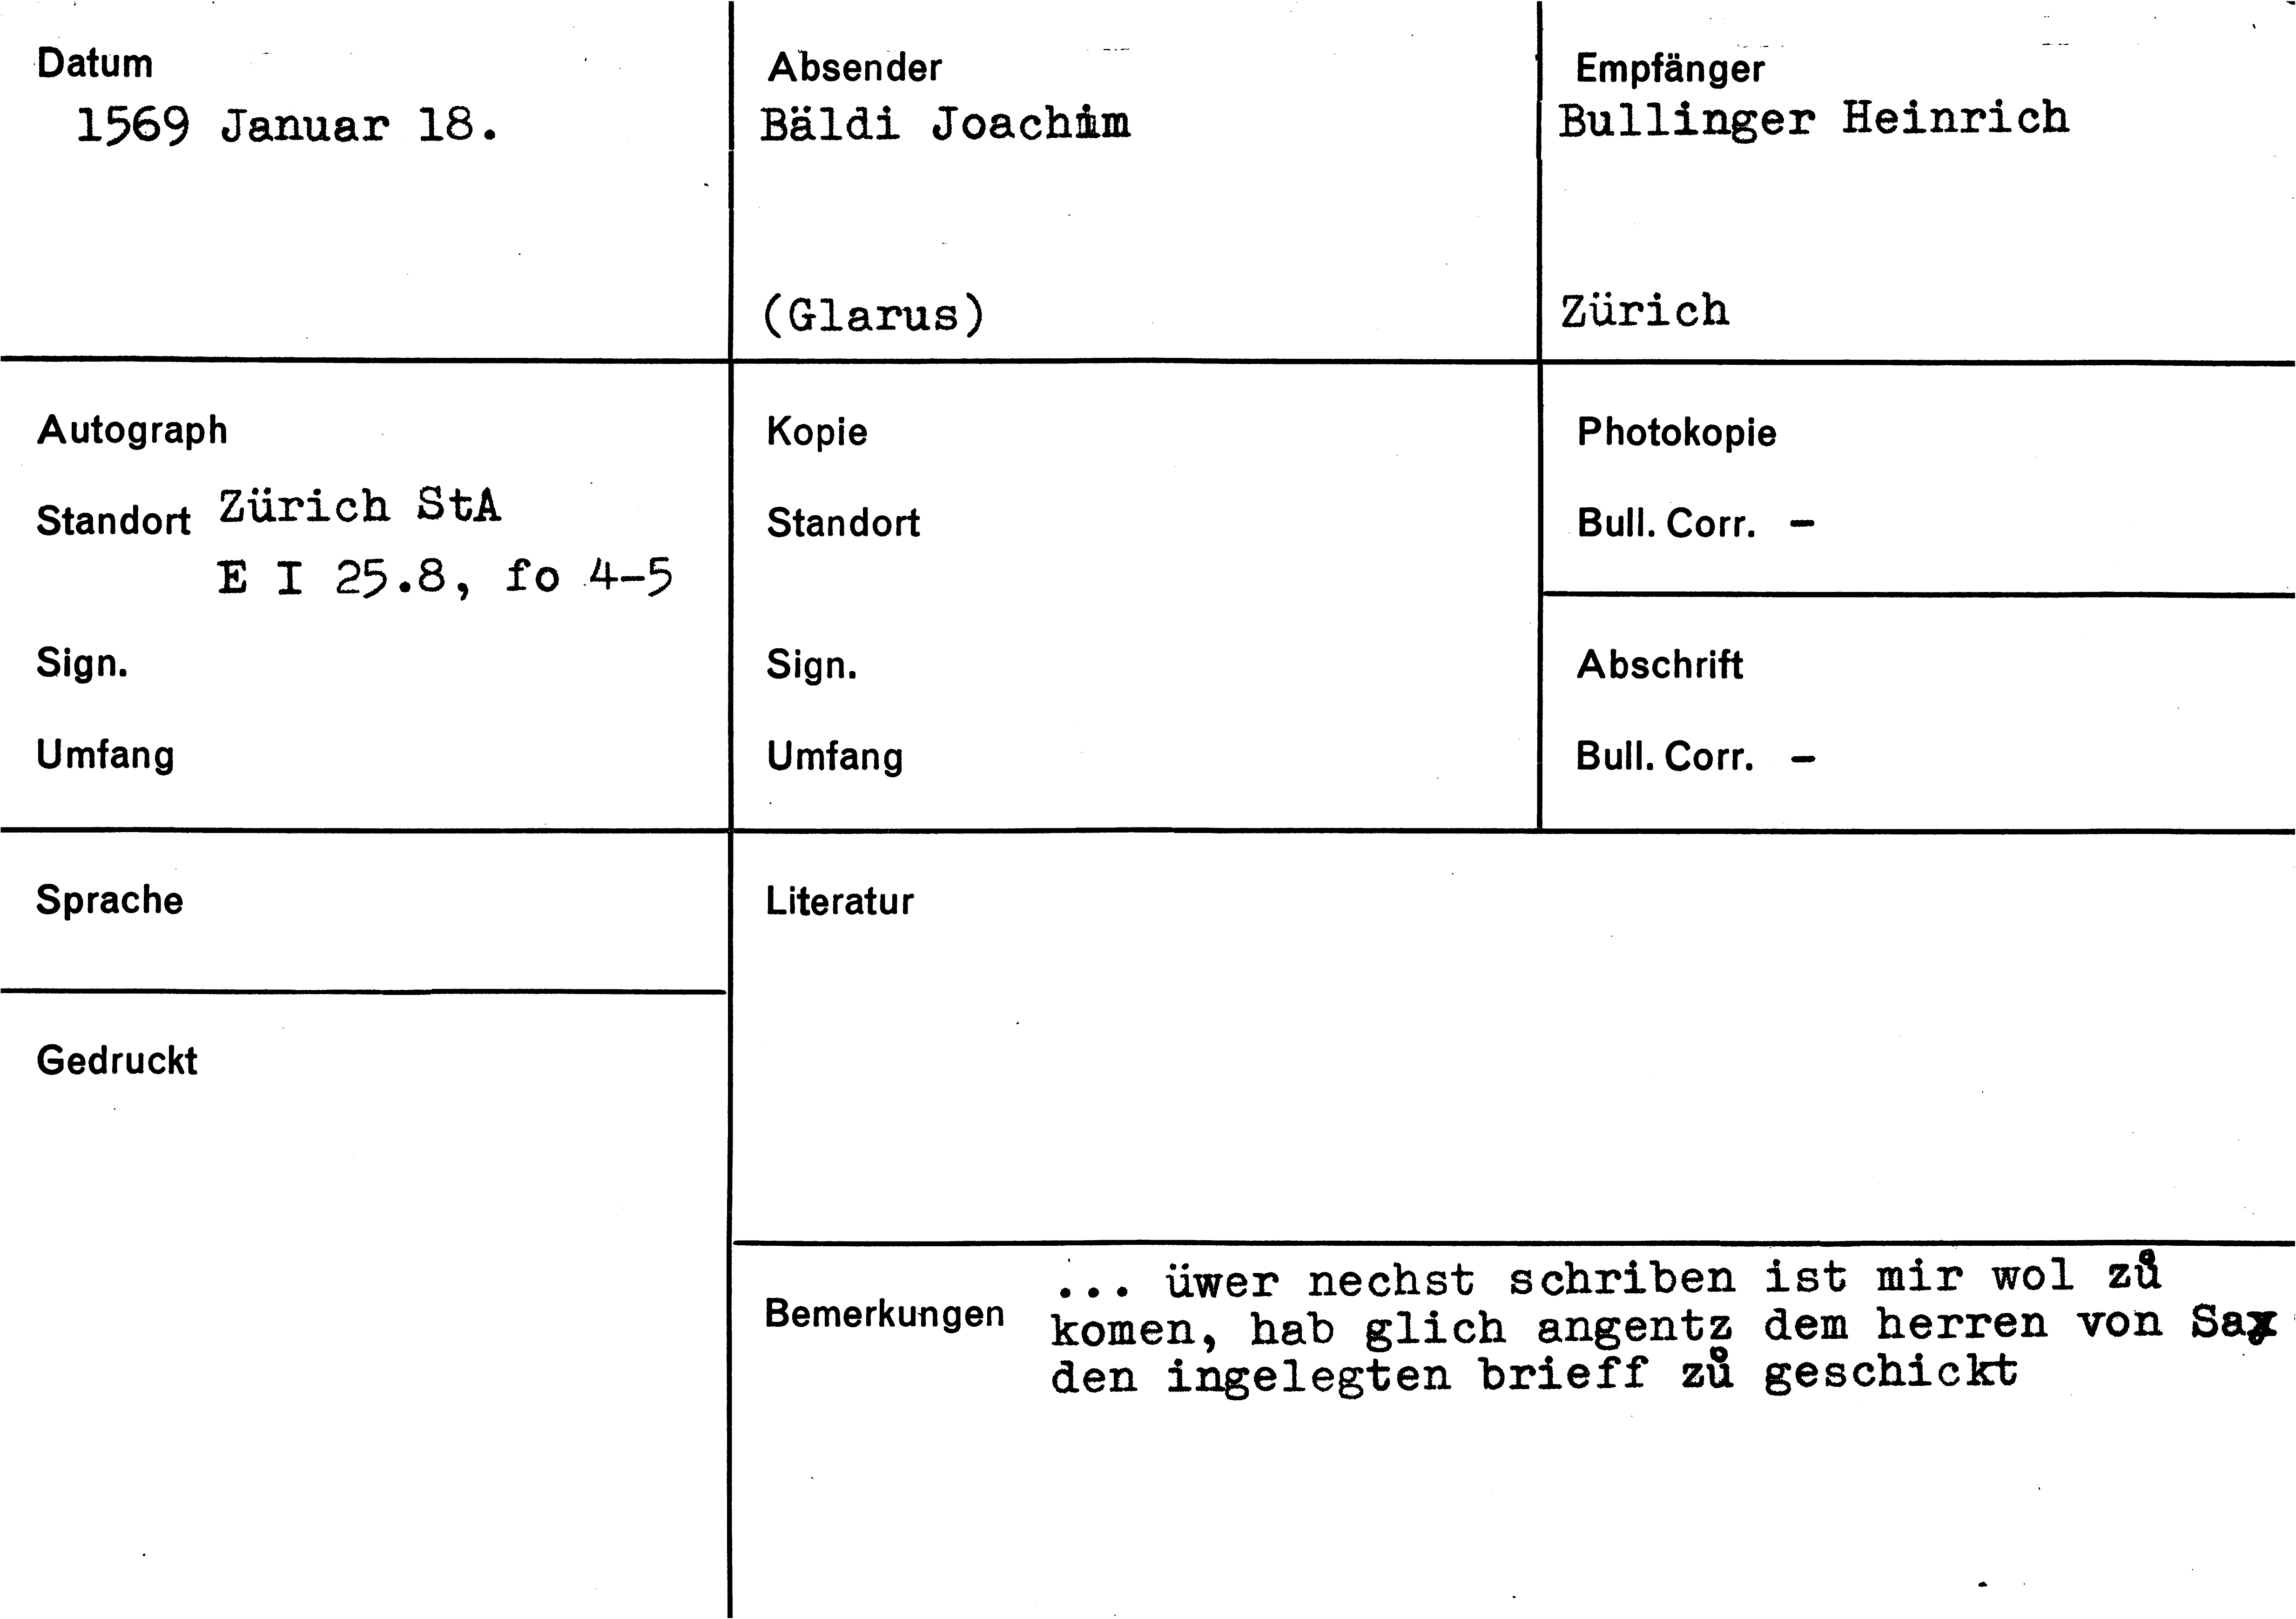 Datum
1569 Januar 18.
Absender
Bäldi Joachim
(Glarus)
Empfänger
Bullinger Heinrich
Zürich
Autograph
Standort Zürich StA
E I 25.8, fo 4-5
Sign.
Umfang
Kopie
Standort
Sign.
Umfang
Photokopie
Bull. Corr. -
Abschrift
Bull. Corr. -
Sprache
Gedruckt
Literatur
Bemerkungen
... üwer nechst schriben ist mir wol zů
komen, hab glich angentz dem herren von Sax
den ingelegten brieff zů geschickt